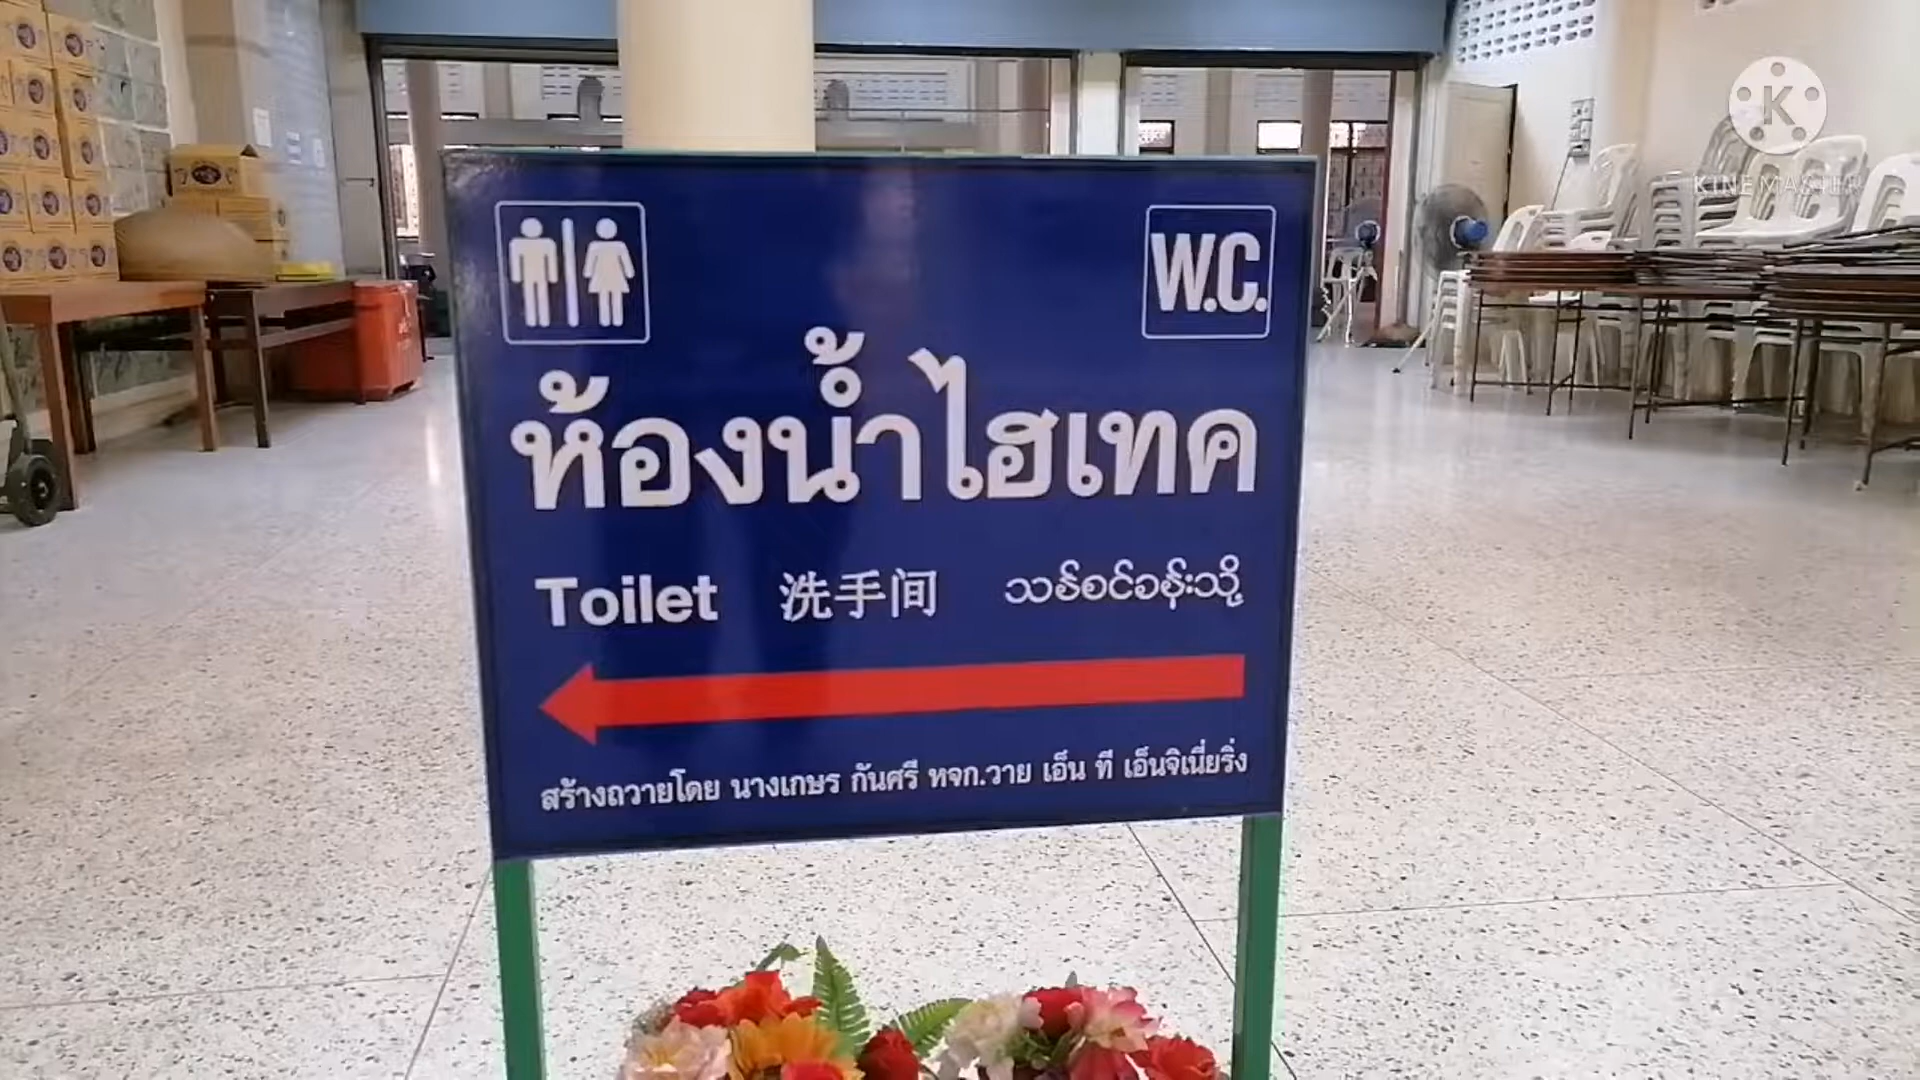 W.C.
ห้องน้ำไฮเทค
Toilet 洗手间 သန်စင်ခန်းသို့
สร้างถวายโดย นางเกษร กันศรี หจก.วาย เอ็น ที เอ็นจิเนี่ยริ่ง
K
KINEMASTER